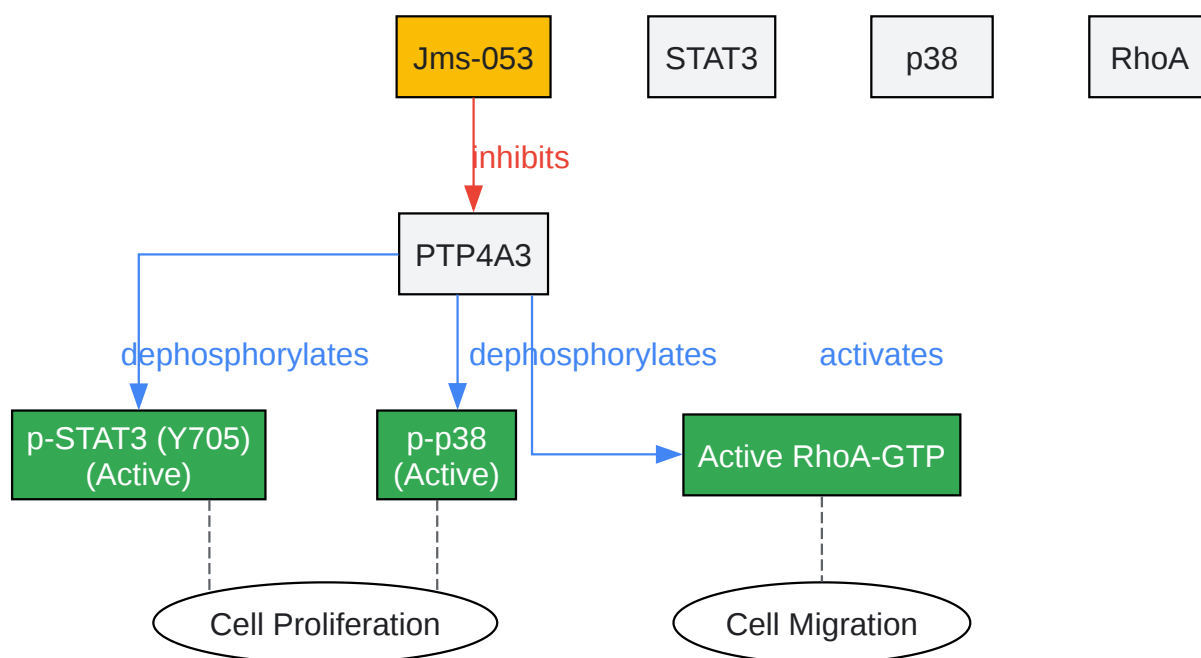 Jms-053
STAT3
p38
RhoA
inhibits
PTP4A3
dephosphorylates
dephosphorylates
activates
p-STAT3 (Y705)
(Active)
p-p38
(Active)
Active RhoA-GTP
Cell Proliferation
Cell Migration